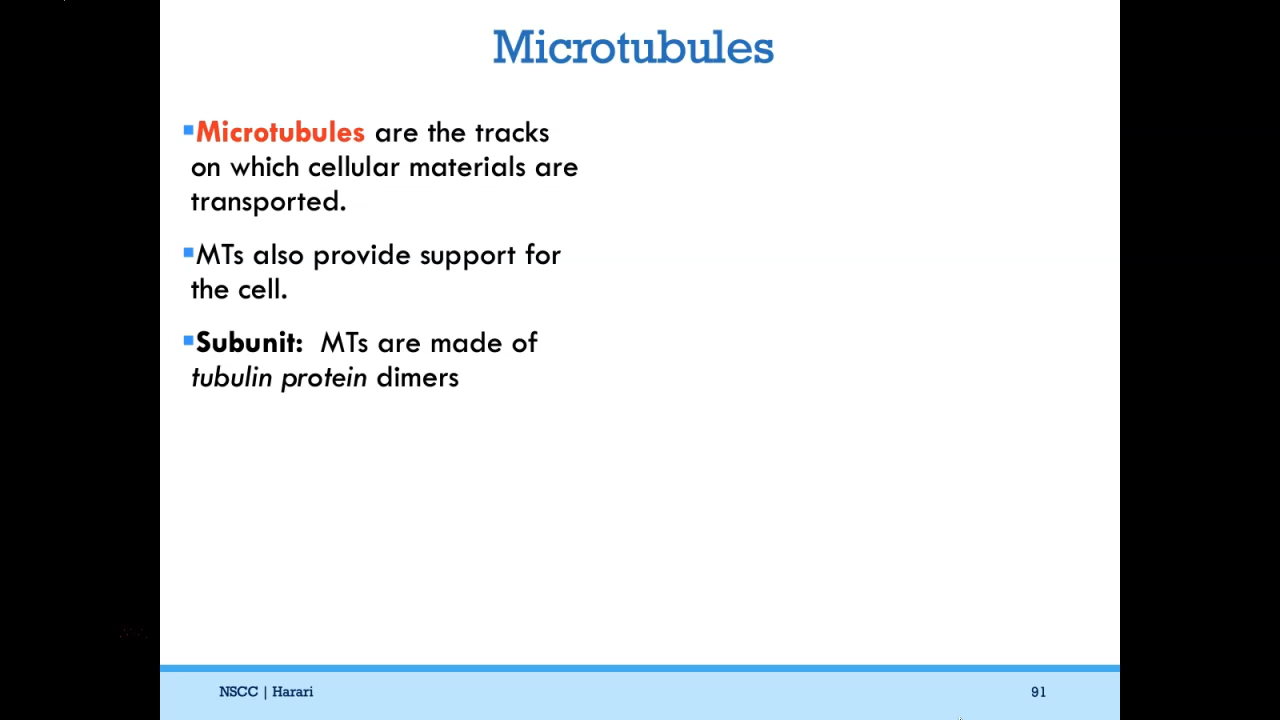 Microtubules
▪Microtubules are the tracks
on which cellular materials are
transported.
▪MTs also provide support for
the cell.
▪Subunit: MTs are made of
tubulin protein dimers
NSCC | Harari
91